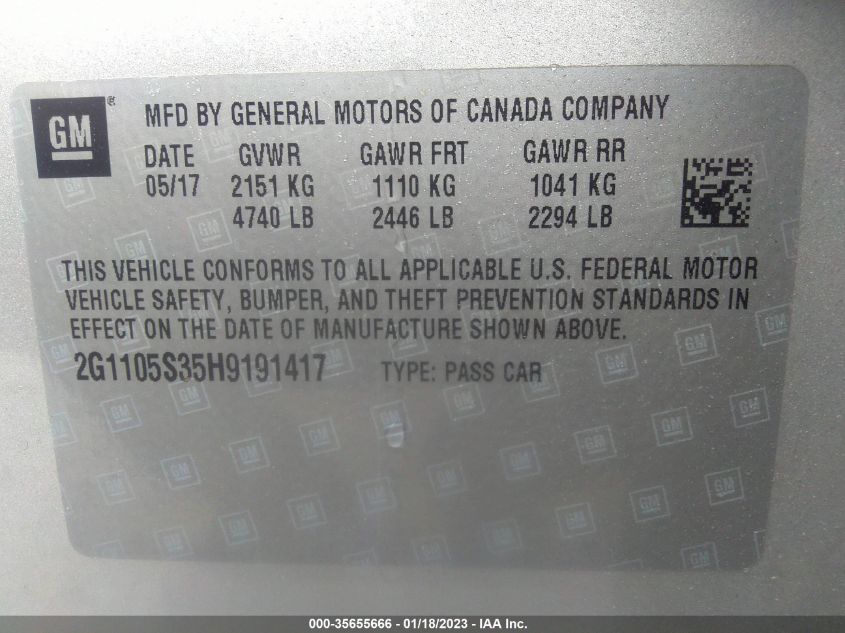 GM ® MFD BY GENERAL MOTORS OF CANADA COMPANY
DATE GVWR GAWR FRT GAWR RR
05/17 2151 KG 1110 KG 1041 KG
4740 LB 2446 LB 2294 LB
THIS VEHICLE CONFORMS TO ALL APPLICABLE U.S. FEDERAL MOTOR
VEHICLE SAFETY, BUMPER, AND THEFT PREVENTION STANDARDS IN
EFFECT ON THE DATE OF MANUFACTURE SHOWN ABOVE.
2G1105S35H9191417 TYPE: PASS CAR
000-35655666 - 01/18/2023 - IAA Inc.